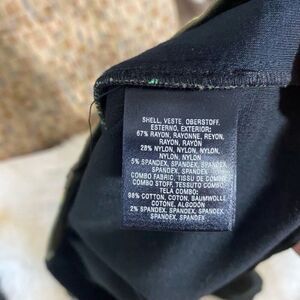 SHELL, VESTE, OBERSTOFF,
ESTERNO, EXTERIOR:
67% RAYON, RAYONNE, REYON,
RAYON, RAYÓN
28% NYLON, NYLON, NYLON,
NYLON, NYLON
5% SPANDEX, SPANDEX, SPANDEX,
SPANDEX, SPANDEX
COMBO FABRIC, TISSU DE COMBO,
COMBO STOFF, TESSUTO COMBO,
TELA COMBO:
98% COTTON, COTON, BAUMWOLLE,
COTONE, ALGODÓN
2% SPANDEX, SPANDEX, SPANDEX,
SPANDEX, SPANDEX